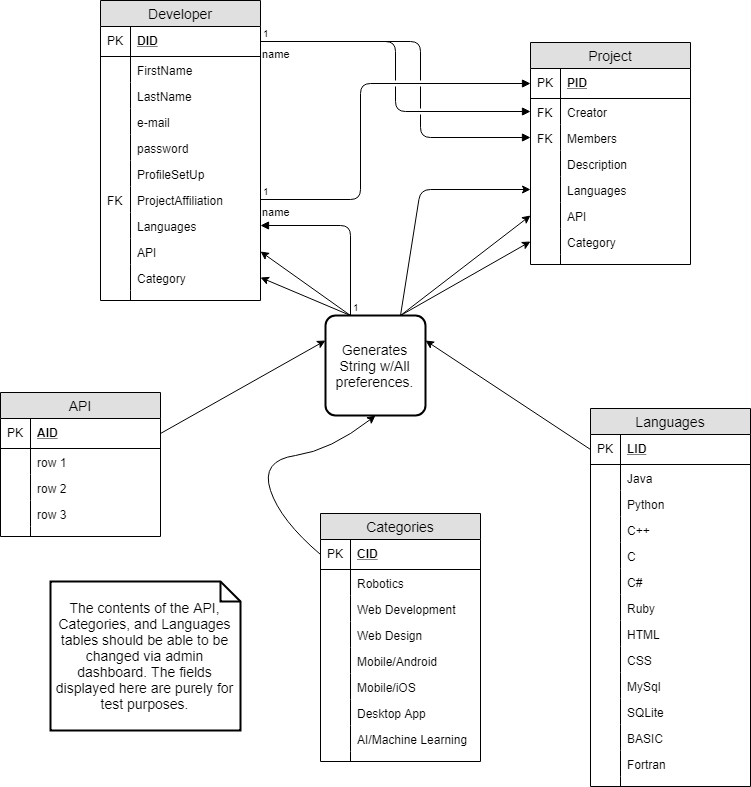 Developer
PK DID
FirstName
LastName
e-mail
password
ProfileSetUp
FK ProjectAffiliation
Languages
API
Category
1
name
1
name
1
Project
PK PID
FK Creator
FK Members
Description
Languages
API
Category
Generates
String w/All
preferences.
API
PK AID
row 1
row 2
row 3
Categories
PK CID
Robotics
Web Development
Web Design
Mobile/Android
Mobile/iOS
Desktop App
AI/Machine Learning
Languages
PK LID
Java
Python
C++
C
C#
Ruby
HTML
CSS
MySql
SQLite
BASIC
Fortran
The contents of the API,
Categories, and Languages
tables should be able to be
changed via admin
dashboard. The fields
displayed here are purely for
test purposes.